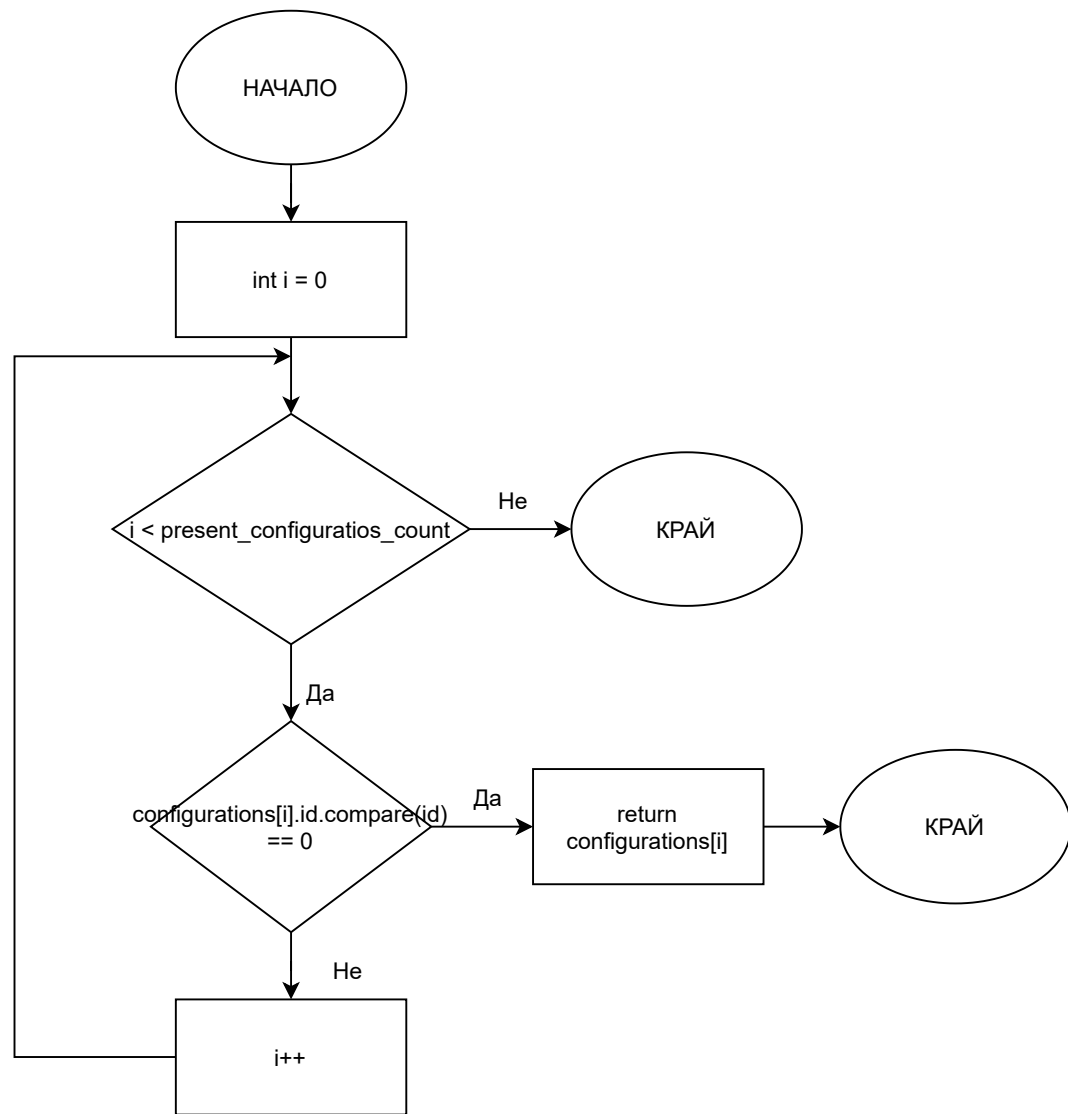 НАЧАЛО
int i = 0
i < present_configuratios_count
Не
КРАЙ
Да
configurations[i].id.compare(id)
== 0
Да
return
configurations[i]
КРАЙ
Не
i++